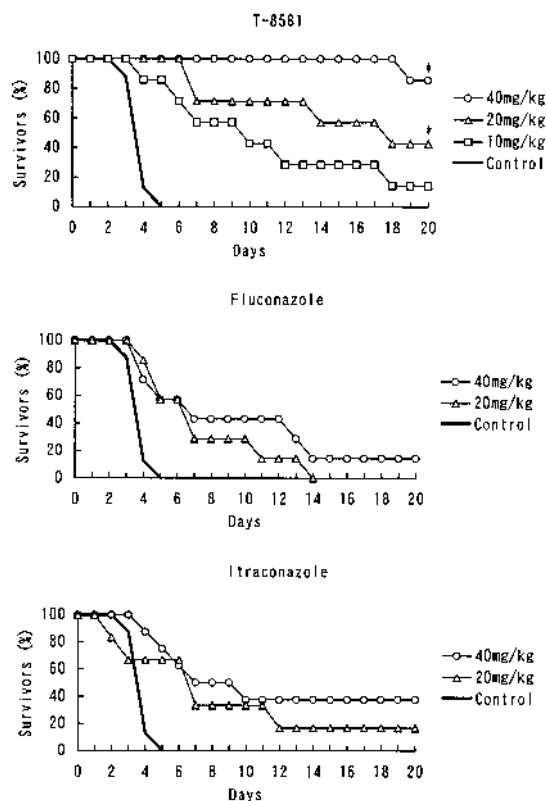 T-8581
Survivors (%)
100
80
60
40
20
0
0 2 4 6 8 10 12 14 16 18 20
Days
*
*
40mg/kg
20mg/kg
10mg/kg
Control
Fluconazole
Survivors (%)
100
80
60
40
20
0
0 2 4 6 8 10 12 14 16 18 20
Days
40mg/kg
20mg/kg
Control
Itraconazole
Survivors (%)
100
80
60
40
20
0
0 2 4 6 8 10 12 14 16 18 20
Days
40mg/kg
20mg/kg
Control